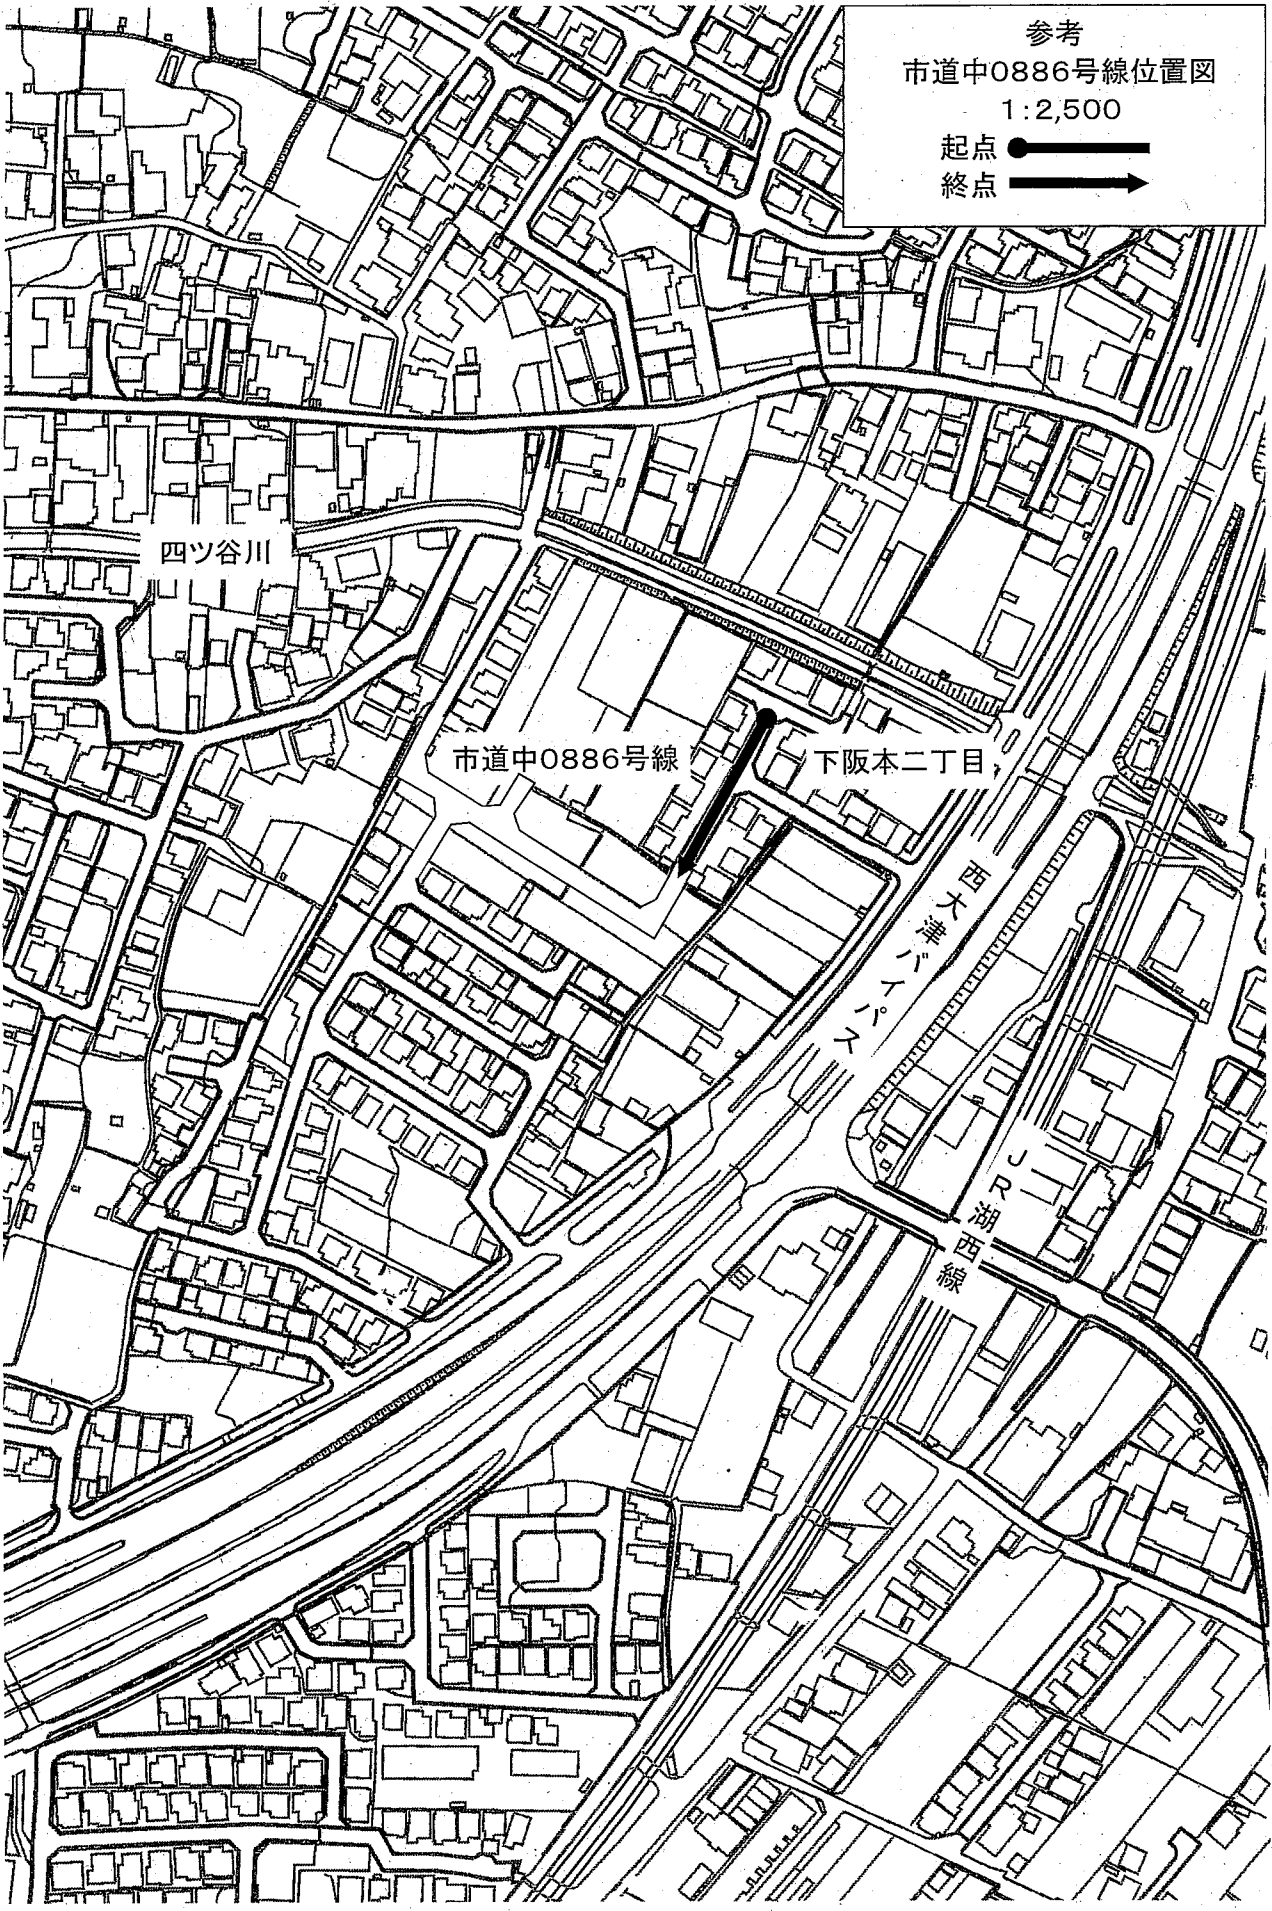 参考
市道中0886号線位置図
1:2,500
起点
終点
四ツ谷川
市道中0886号線
下阪本二丁目
西大津バイパス
JR湖西線